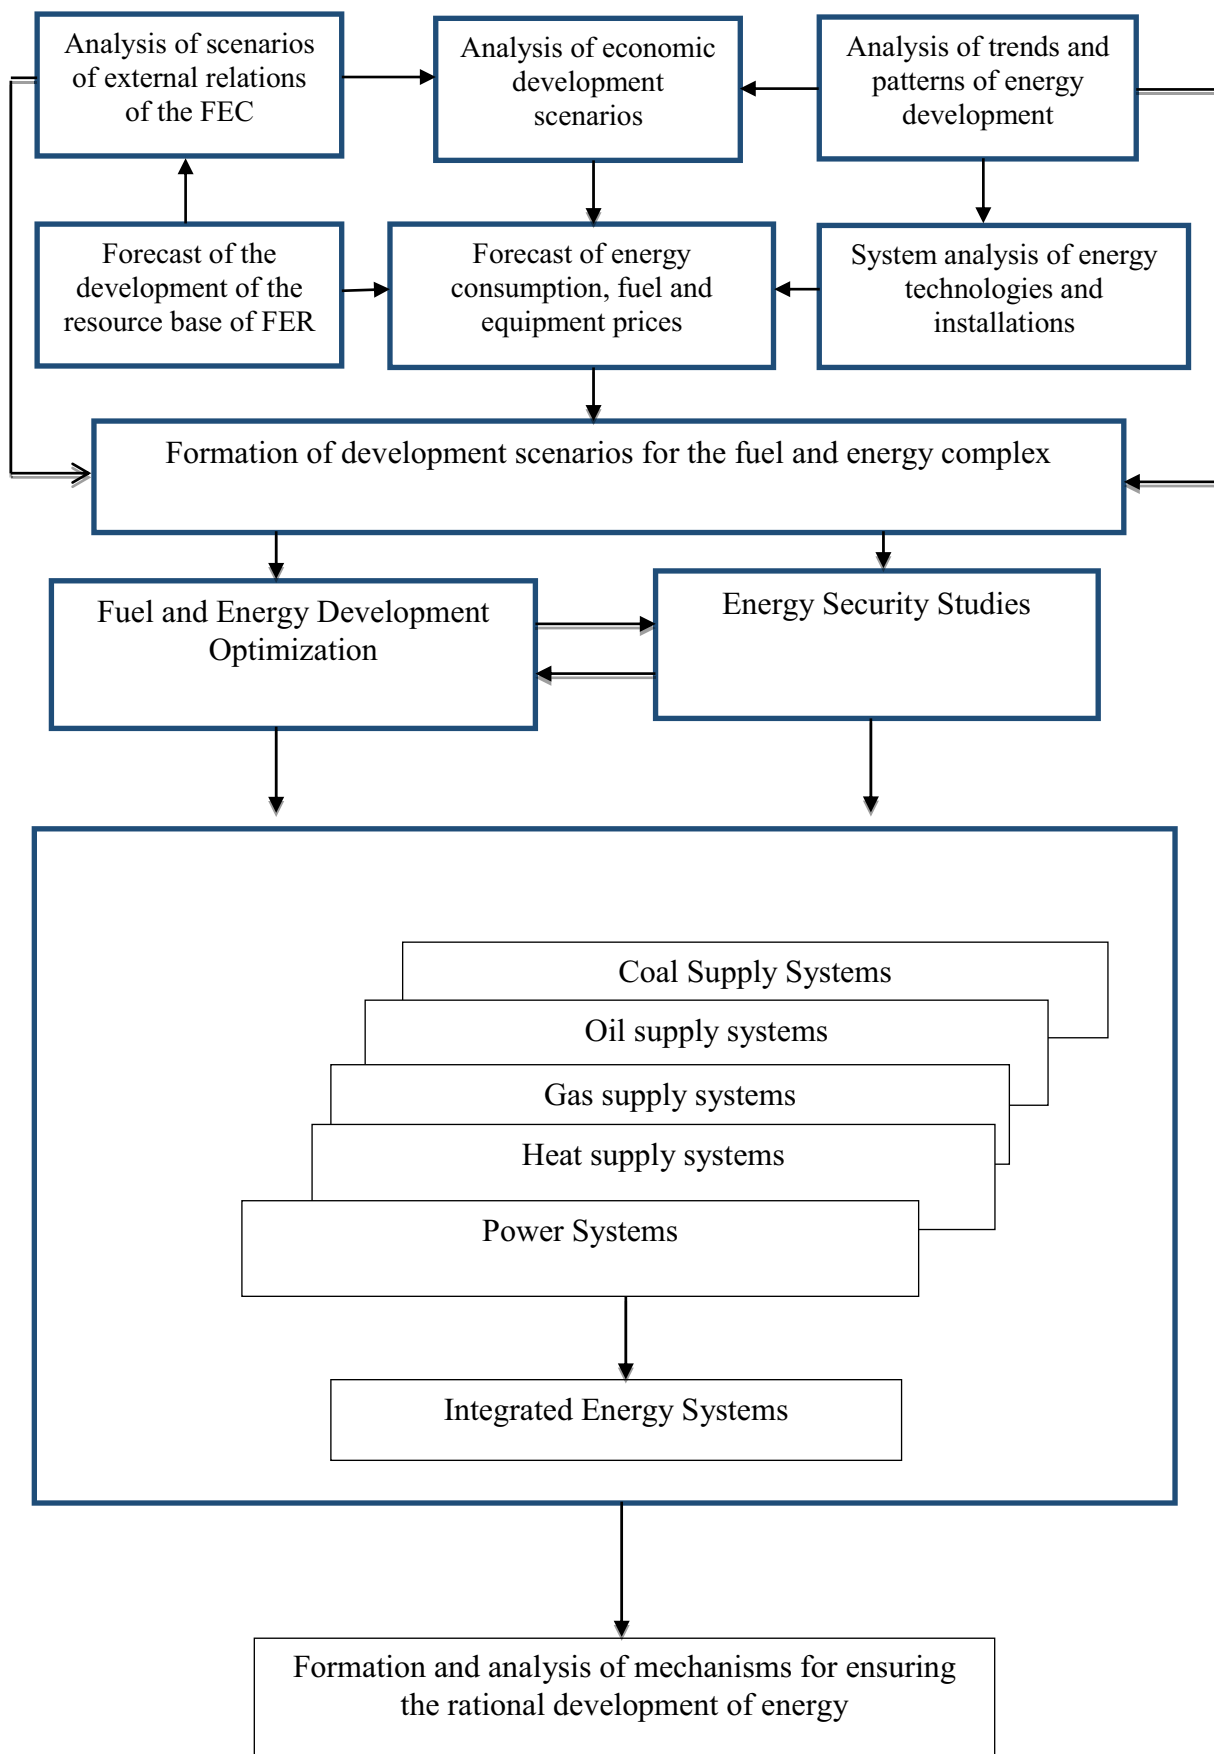 Analysis of scenarios
of external relations
of the FEC
Analysis of economic
development
scenarios
Analysis of trends and
patterns of energy
development
Forecast of the
development of the
resource base of FER
Forecast of energy
consumption, fuel and
equipment prices
System analysis of energy
technologies and
installations
Formation of development scenarios for the fuel and energy complex
Fuel and Energy Development
Optimization
Energy Security Studies
Coal Supply Systems
Oil supply systems
Gas supply systems
Heat supply systems
Power Systems
Integrated Energy Systems
Formation and analysis of mechanisms for ensuring
the rational development of energy